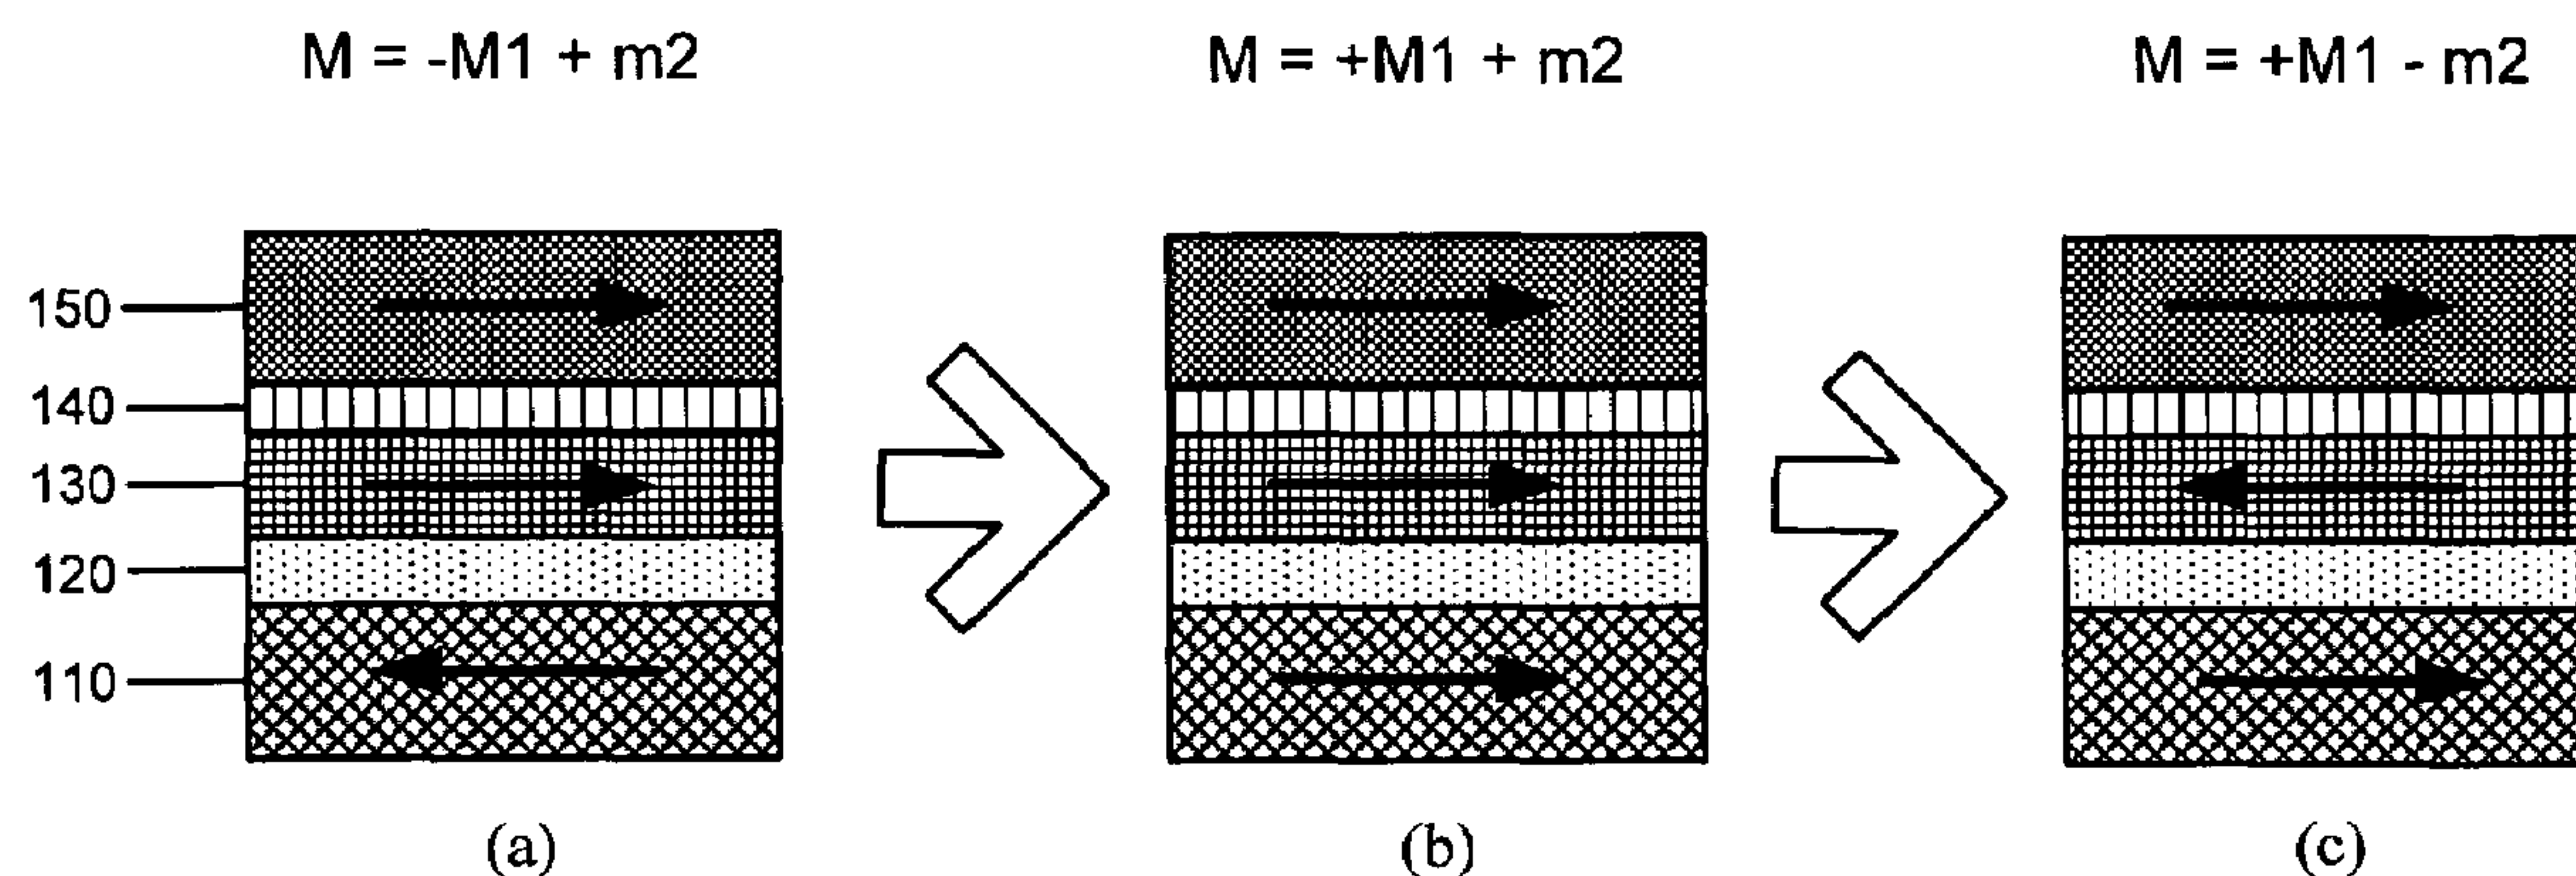 M = -M1 + m2
M = +M1 + m2
M = +M1 - m2
150
140
130
120
110
(a)
(b)
(c)